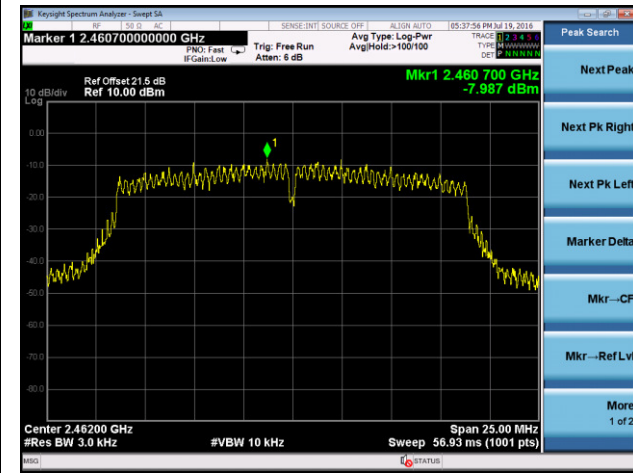 Keysight Spectrum Analyzer - Swept SA
LXI RF 50 Ω AC SENSE:INT SOURCE OFF ALIGN AUTO 05:37:56 PM Jul 19, 2016
Marker 1 2.460700000000 GHz
PNO: Fast
IFGain:Low
Trig: Free Run
Atten: 6 dB
Avg Type: Log-Pwr
Avg|Hold:>100/100
TRACE 1 2 3 4 5 6
TYPE M W W W W W
DET P N N N N N
Peak Search
Ref Offset 21.5 dB
10 dB/div Ref 10.00 dBm
Log
Mkr1 2.460 700 GHz
-7.987 dBm
0.00
-10.0
-20.0
-30.0
-40.0
-50.0
-60.0
-70.0
-80.0
1
Center 2.46200 GHz
Span 25.00 MHz
#Res BW 3.0 kHz
#VBW 10 kHz
Sweep 56.93 ms (1001 pts)
MSG
STATUS
Next Peak
Next Pk Right
Next Pk Left
Marker Delta
Mkr→CF
Mkr→Ref Lvl
More
1 of 2